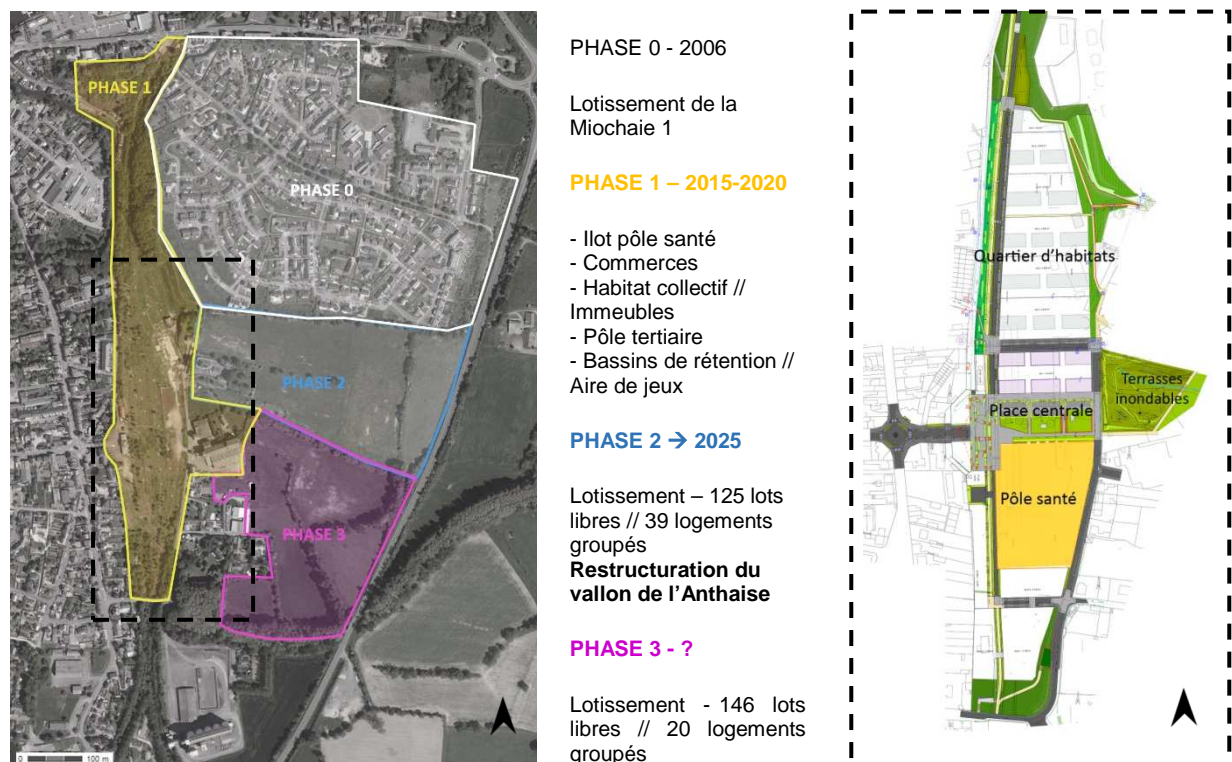 PHASE 1
PHASE 0
PHASE 2
PHASE 3
0 100 m
PHASE 0 - 2006
Lotissement de la
Miochaie 1
PHASE 1 – 2015-2020
- Ilot pôle santé
- Commerces
- Habitat collectif //
Immeubles
- Pôle tertiaire
- Bassins de rétention //
Aire de jeux
PHASE 2 → 2025
Lotissement – 125 lots
libres // 39 logements
groupés
Restructuration du
vallon de l’Anthaise
PHASE 3 - ?
Lotissement - 146 lots
libres // 20 logements
groupés
Quartier d’habitats
Terrasses
inondables
Place centrale
Pôle santé